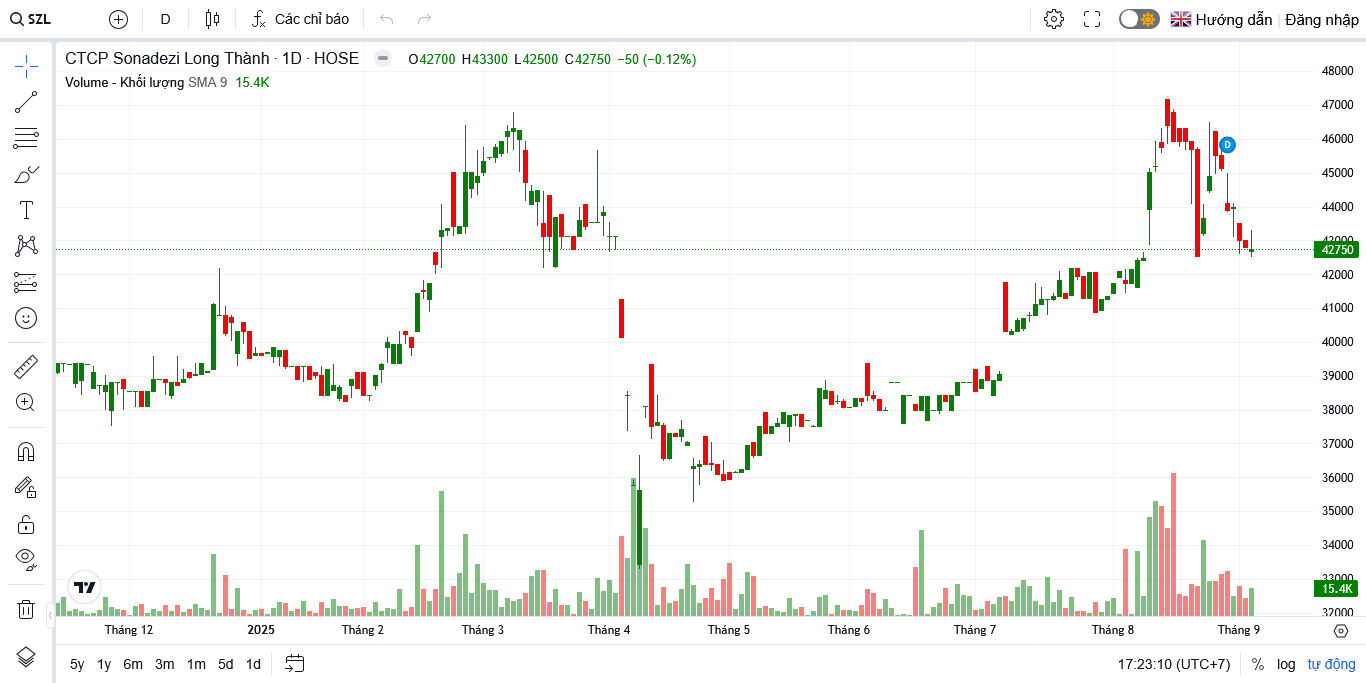 SZL D Các chỉ báo Hướng dẫn Đăng nhập
CTCP Sonadezi Long Thành · 1D · HOSE O42700 H43300 L42500 C42750 −50 (−0.12%)
Volume - Khối lượng SMA 9 15.4K
48000
47000
46000
D
45000
44000
43000
42750
42000
41000
40000
39000
38000
37000
36000
35000
34000
33000
15.4K
32000
Tháng 12 2025 Tháng 2 Tháng 3 Tháng 4 Tháng 5 Tháng 6 Tháng 7 Tháng 8 Tháng 9
5y 1y 6m 3m 1m 5d 1d 17:23:10 (UTC+7) % log tự động